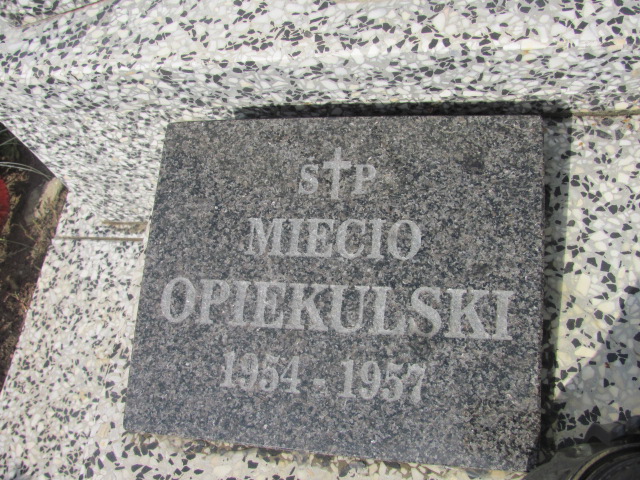 S✝P
MIECIO
OPIEKULSKI
1954 - 1957